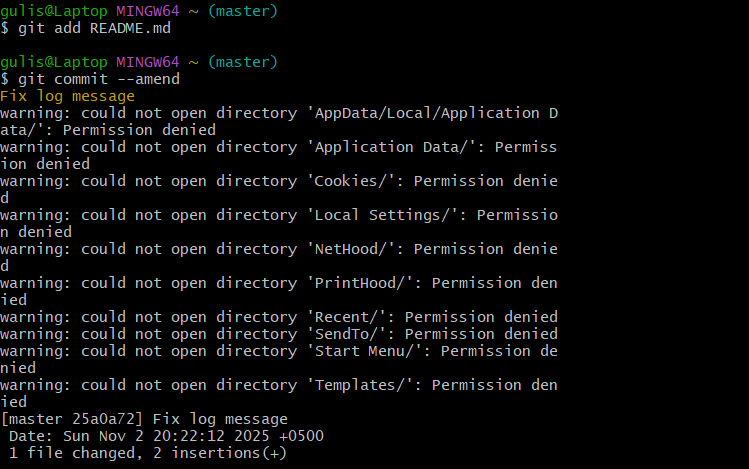 gulis@Laptop MINGW64 ~ (master)
$ git add README.md
gulis@Laptop MINGW64 ~ (master)
$ git commit --amend
Fix log message
warning: could not open directory 'AppData/Local/Application D
ata/': Permission denied
warning: could not open directory 'Application Data/': Permiss
ion denied
warning: could not open directory 'Cookies/': Permission denie
d
warning: could not open directory 'Local Settings/': Permissio
n denied
warning: could not open directory 'NetHood/': Permission denie
d
warning: could not open directory 'PrintHood/': Permission den
ied
warning: could not open directory 'Recent/': Permission denied
warning: could not open directory 'SendTo/': Permission denied
warning: could not open directory 'Start Menu/': Permission de
nied
warning: could not open directory 'Templates/': Permission den
ied
[master 25a0a72] Fix log message
 Date: Sun Nov 2 20:22:12 2025 +0500
 1 file changed, 2 insertions(+)